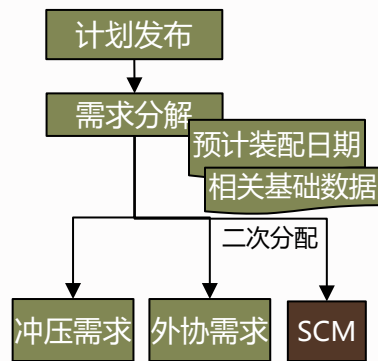 计划发布
需求分解
预计装配日期
相关基础数据
二次分配
冲压需求
外协需求
SCM